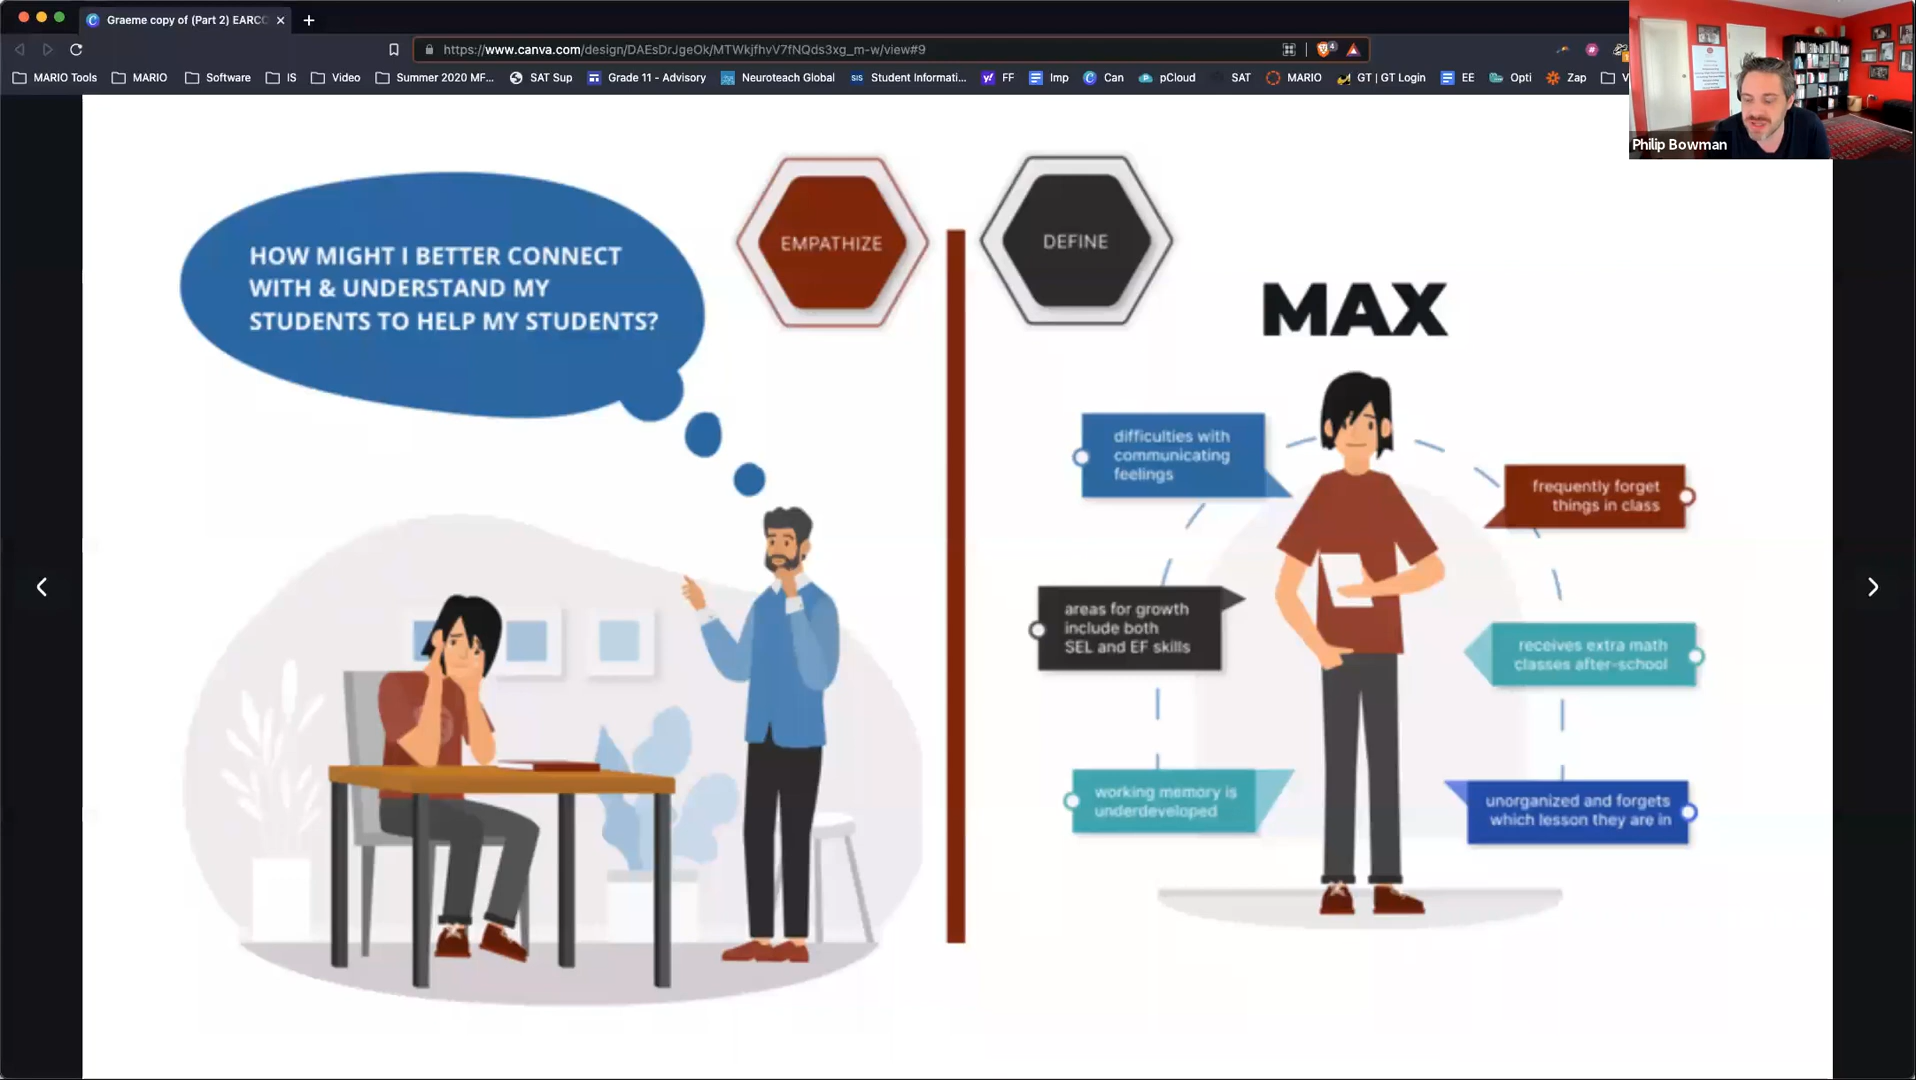 Graeme copy of (Part 2) EARCO
https://www.canva.com/design/DAEsDrJgeOk/MTWkjfhvV7fNQds3xg_m-w/view#9
4
MARIO Tools
MARIO
Software
IS
Video
Summer 2020 MF...
SAT Sup
Grade 11 - Advisory
Neuroteach Global
SIS
Student Informati...
FF
Imp
Can
pCloud
SAT
MARIO
GT | GT Login
EE
Opti
Zap
V
Philip Bowman
HOW MIGHT I BETTER CONNECT
WITH & UNDERSTAND MY
STUDENTS TO HELP MY STUDENTS?
EMPATHIZE
DEFINE
MAX
difficulties with
communicating
feelings
frequently forget
things in class
areas for growth
include both
SEL and EF skills
receives extra math
classes after-school
working memory is
underdeveloped
unorganized and forgets
which lesson they are in